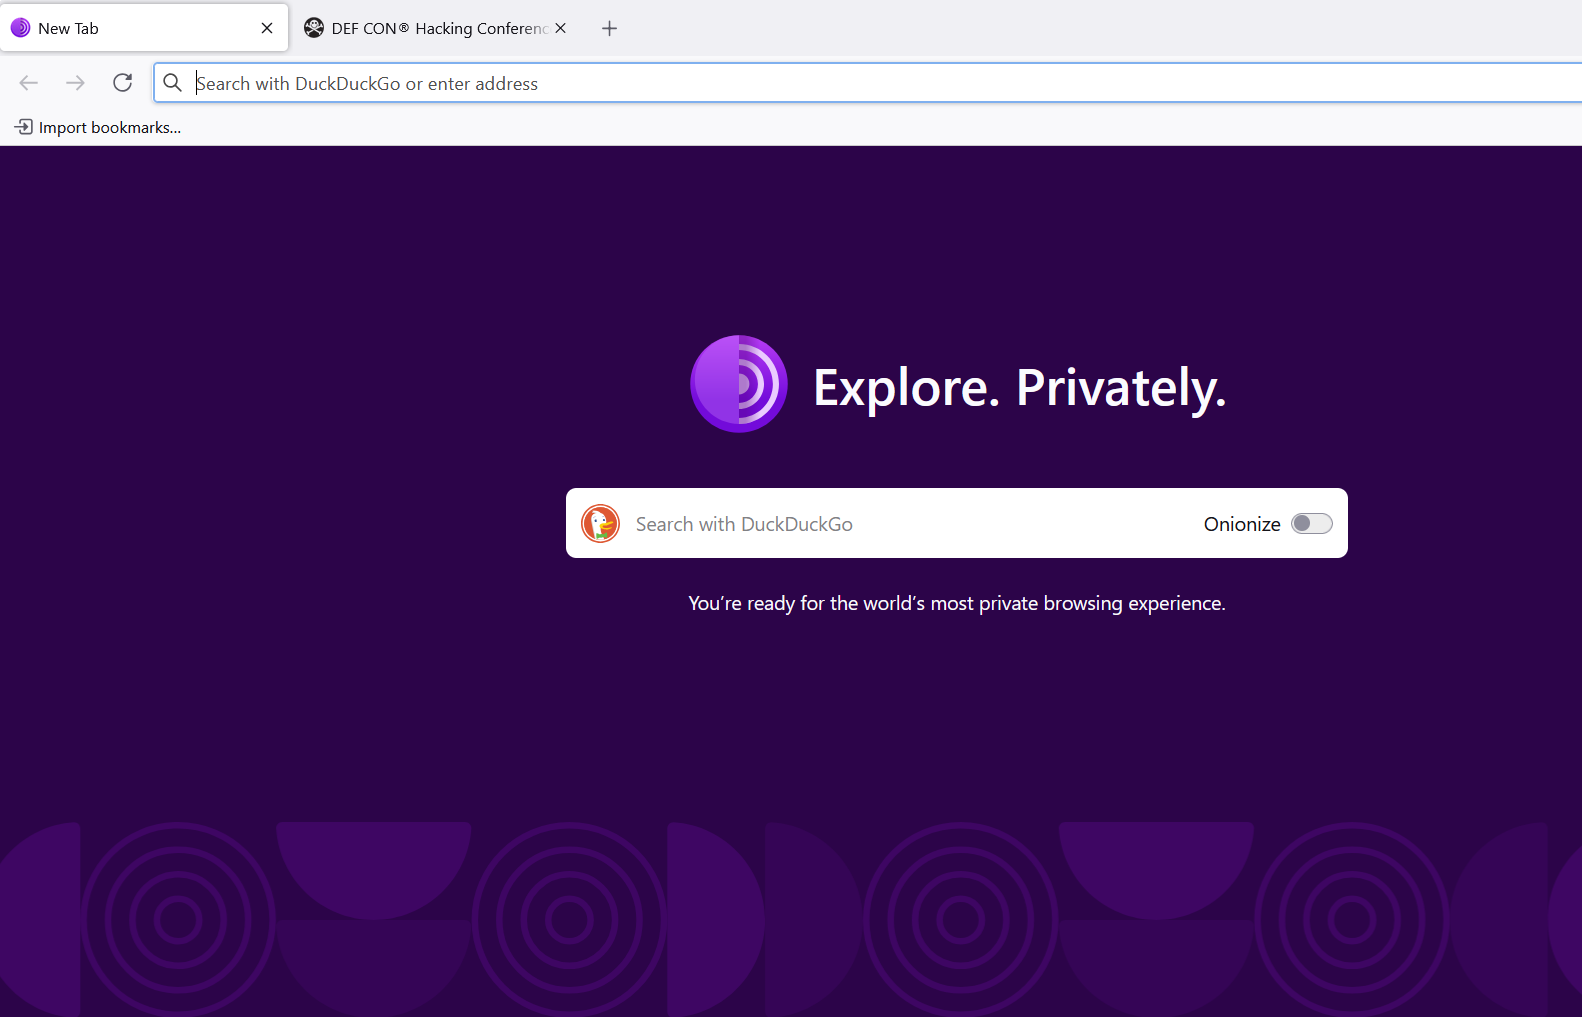 New Tab
DEF CON® Hacking Conferenc
Search with DuckDuckGo or enter address
Import bookmarks...
Explore. Privately.
Search with DuckDuckGo
Onionize
You’re ready for the world’s most private browsing experience.